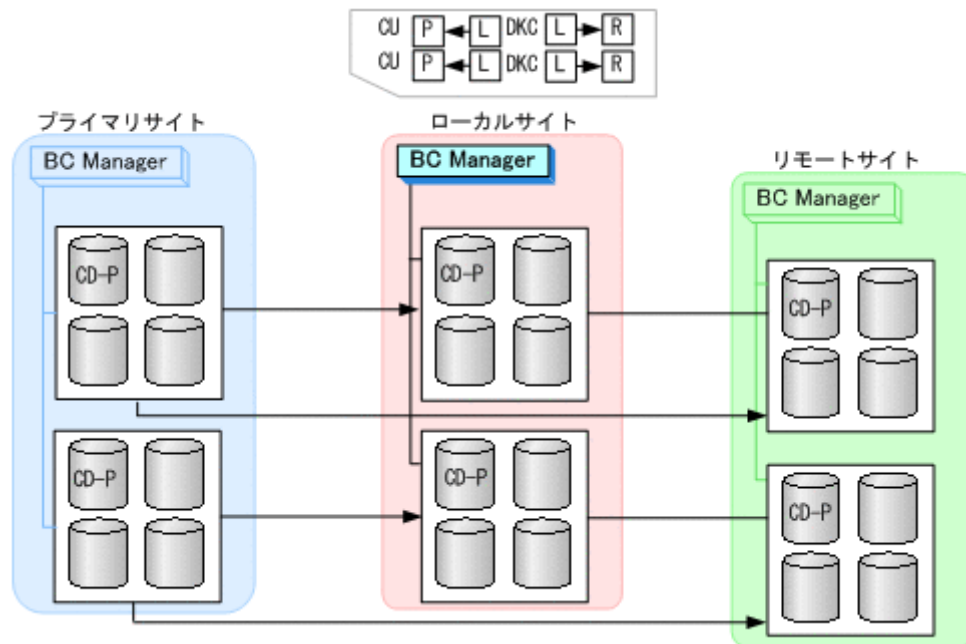 CU P L DKC L R
CU P L DKC L R
プライマリサイト
ローカルサイト
リモートサイト
BC Manager
BC Manager
BC Manager
CD-P
CD-P
CD-P
CD-P
CD-P
CD-P